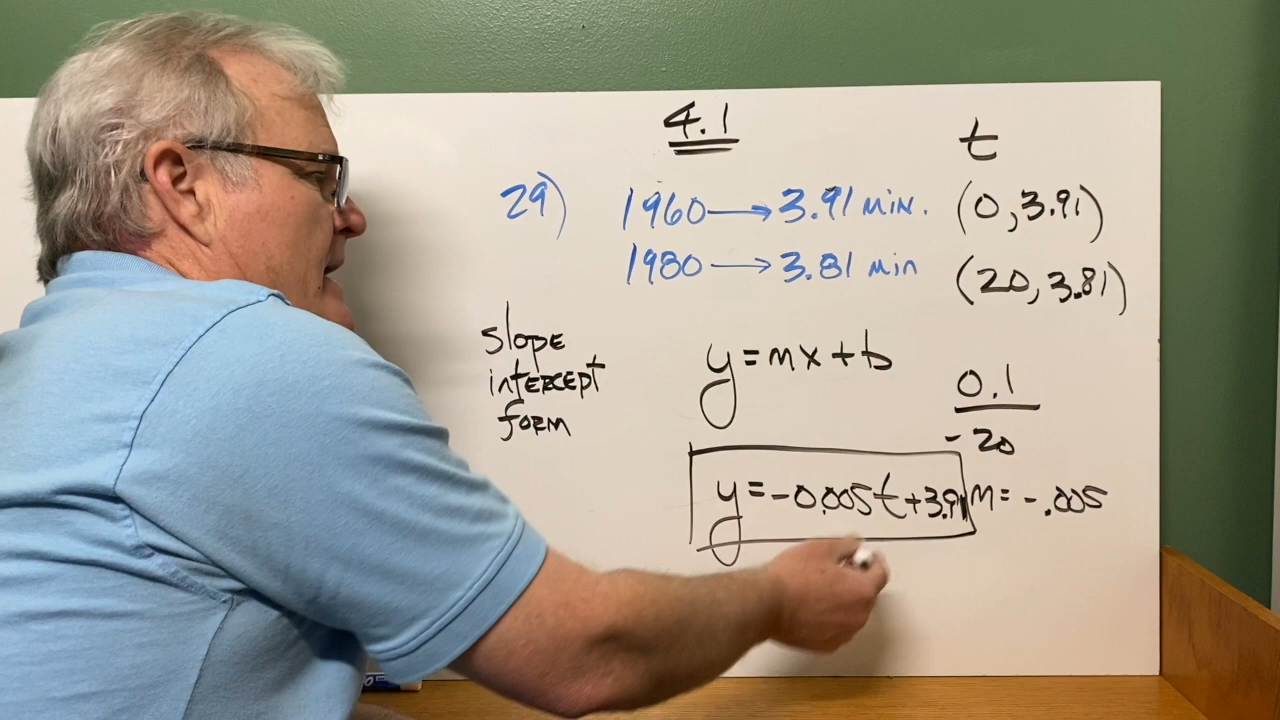 4.1
t
29) 1960 → 3.91 MIN. (0, 3.91)
1980 → 3.81 min (20, 3.81)
slope
intercept
form
y = mx + b
0.1
-20
y = -0.005t + 3.91
m = -.005